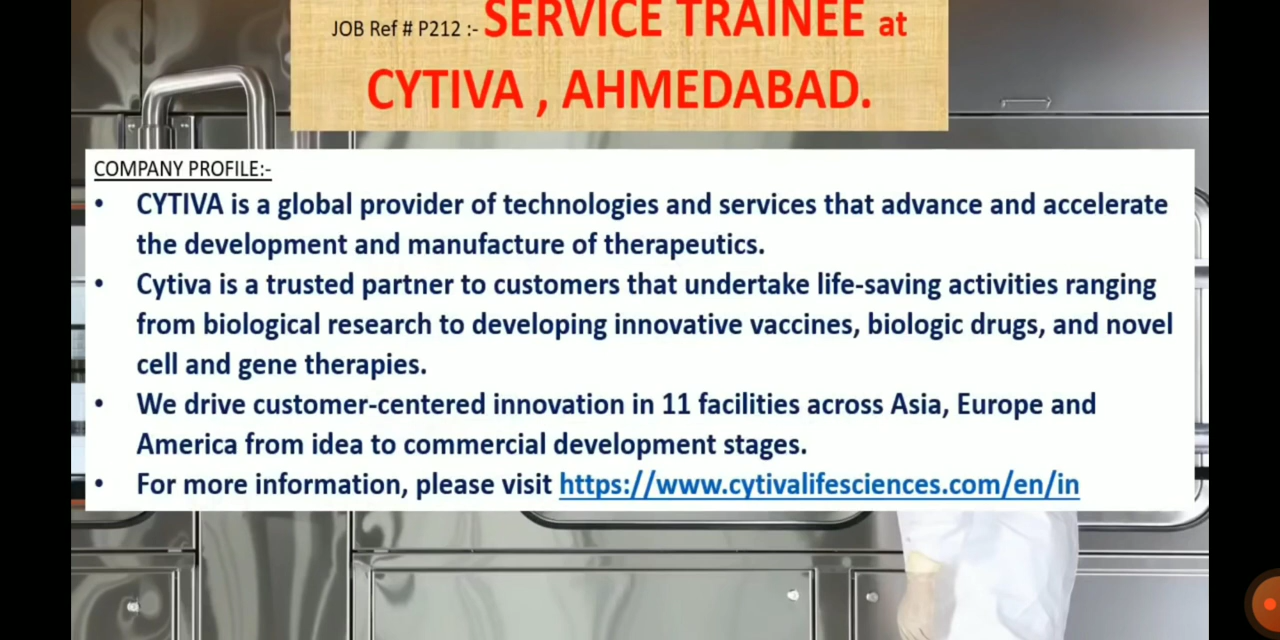 JOB Ref # P212 :- SERVICE TRAINEE at
CYTIVA , AHMEDABAD.
COMPANY PROFILE:-
• CYTIVA is a global provider of technologies and services that advance and accelerate
the development and manufacture of therapeutics.
• Cytiva is a trusted partner to customers that undertake life-saving activities ranging
from biological research to developing innovative vaccines, biologic drugs, and novel
cell and gene therapies.
• We drive customer-centered innovation in 11 facilities across Asia, Europe and
America from idea to commercial development stages.
• For more information, please visit https://www.cytivalifesciences.com/en/in